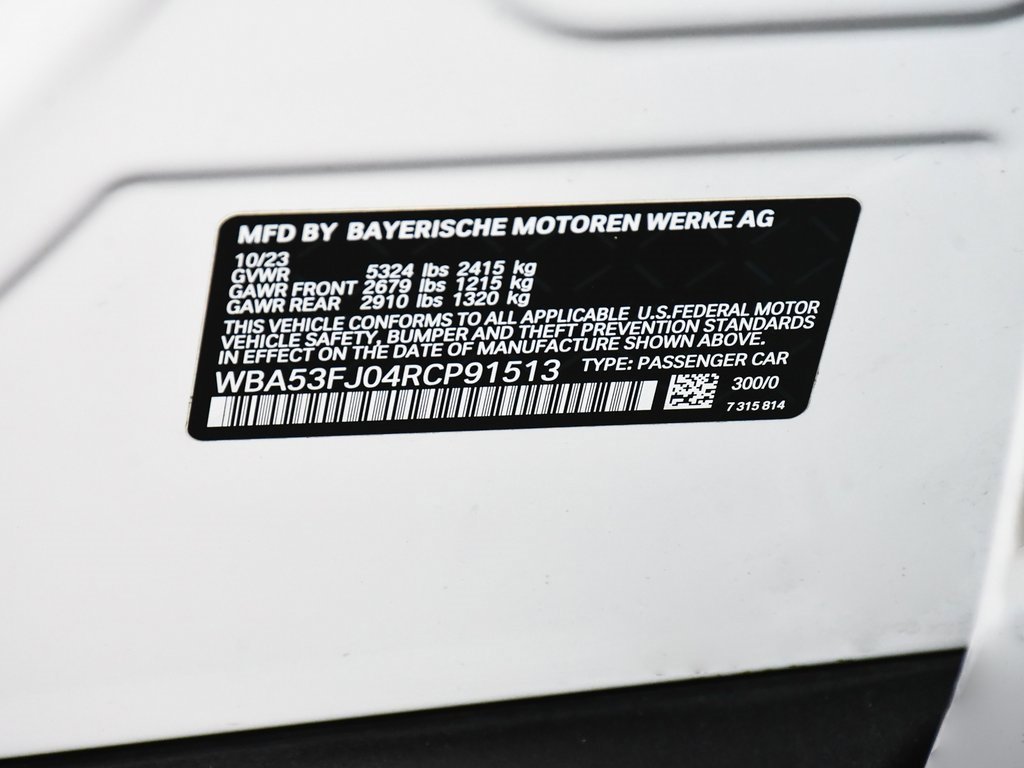 MFD BY BAYERISCHE MOTOREN WERKE AG
10/23
GVWR 5324 lbs 2415 kg
GAWR FRONT 2679 lbs 1215 kg
GAWR REAR 2910 lbs 1320 kg
THIS VEHICLE CONFORMS TO ALL APPLICABLE U.S.FEDERAL MOTOR
VEHICLE SAFETY, BUMPER AND THEFT PREVENTION STANDARDS
IN EFFECT ON THE DATE OF MANUFACTURE SHOWN ABOVE.
WBA53FJ04RCP91513 TYPE: PASSENGER CAR
300/0
7 315 814